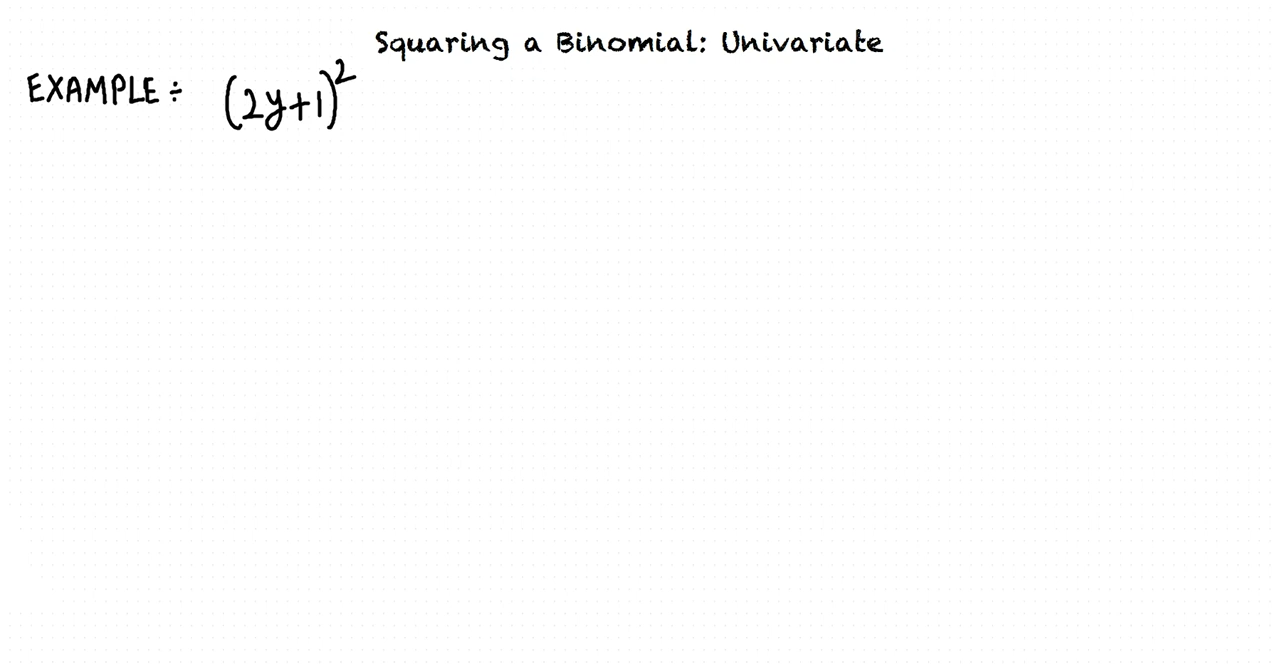 Squaring a Binomial: Univariate
EXAMPLE ÷ (2y+1)²